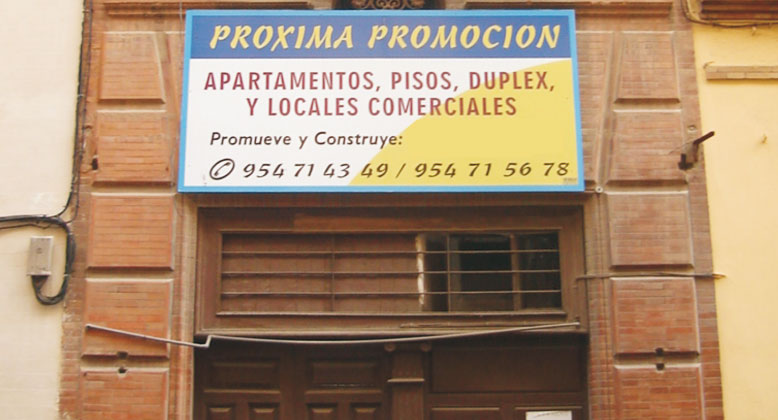 PROXIMA PROMOCION
APARTAMENTOS, PISOS, DUPLEX,
Y LOCALES COMERCIALES
Promueve y Construye:
954 71 43 49 / 954 71 56 78